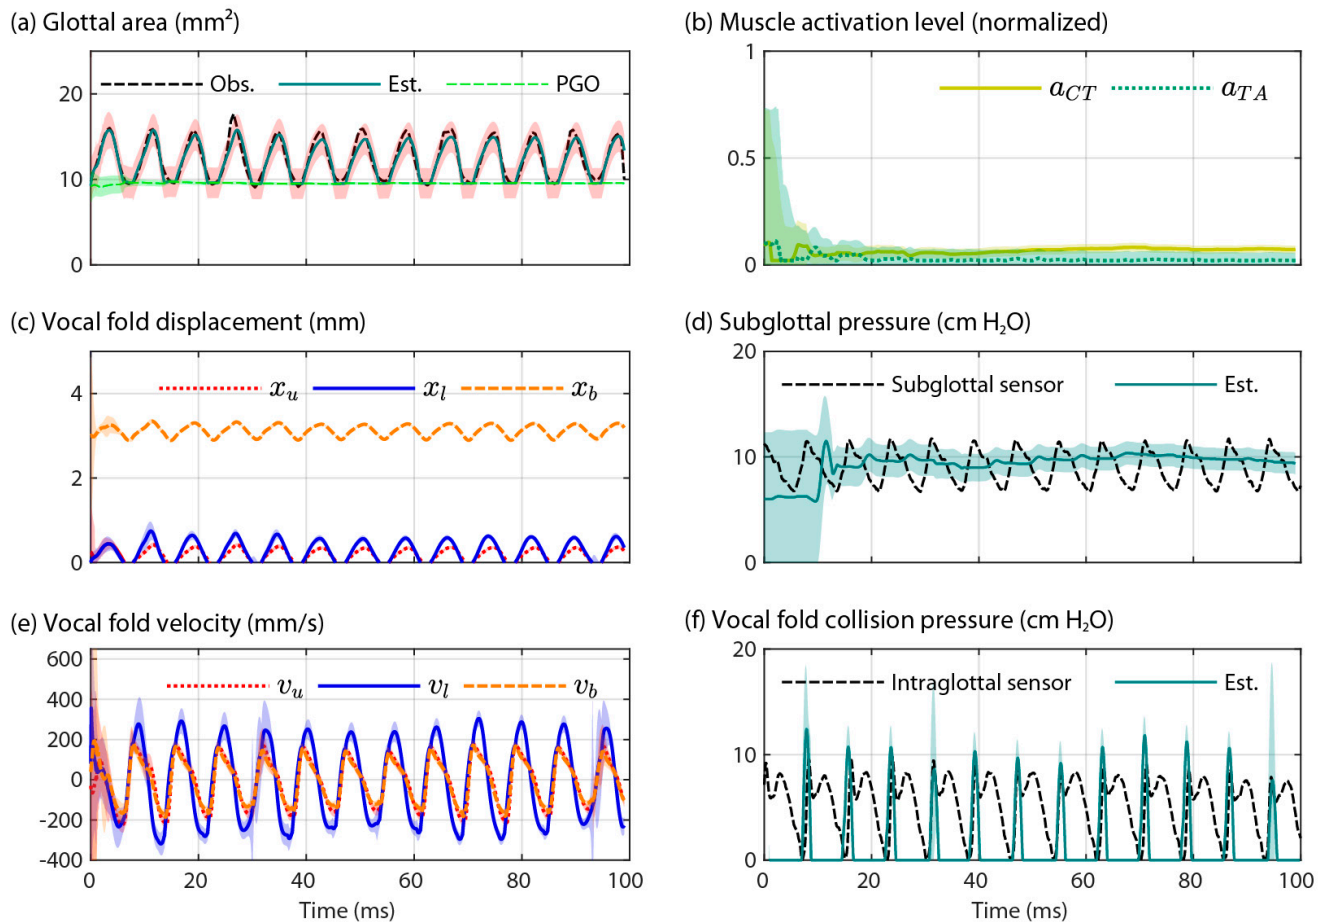 (a) Glottal area (mm²)
Obs. Est. PGO
20
10
0
(b) Muscle activation level (normalized)
1
a_CT a_TA
0.5
0
(c) Vocal fold displacement (mm)
x_u x_l x_b
4
2
0
(d) Subglottal pressure (cm H₂O)
20
Subglottal sensor Est.
10
0
(e) Vocal fold velocity (mm/s)
600
v_u v_l v_b
400
200
0
-200
-400
0 20 40 60 80 100
Time (ms)
(f) Vocal fold collision pressure (cm H₂O)
20
Intraglottal sensor Est.
10
0
0 20 40 60 80 100
Time (ms)